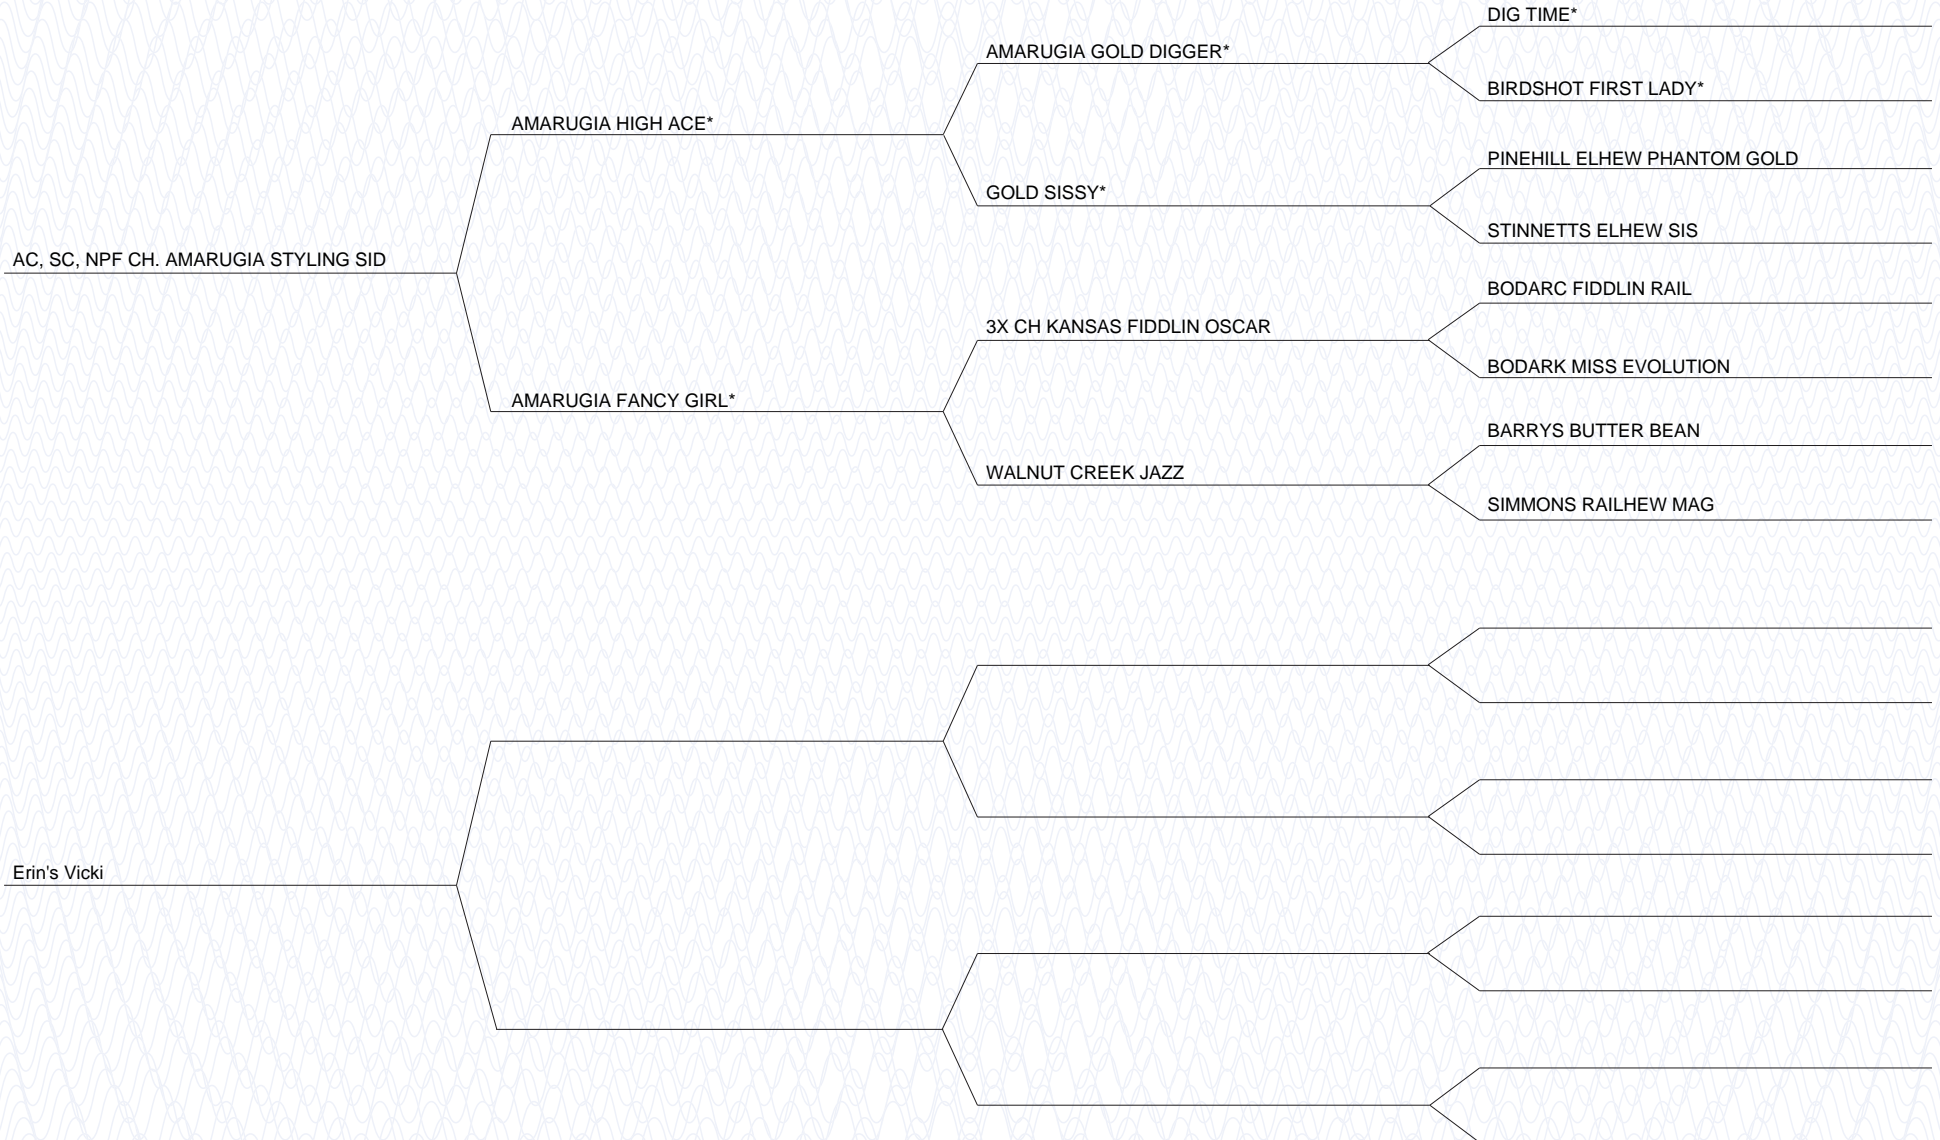 DIG TIME*
AMARUGIA GOLD DIGGER*
BIRDSHOT FIRST LADY*
AMARUGIA HIGH ACE*
PINEHILL ELHEW PHANTOM GOLD
GOLD SISSY*
STINNETTS ELHEW SIS
AC, SC, NPF CH. AMARUGIA STYLING SID
BODARC FIDDLIN RAIL
3X CH KANSAS FIDDLIN OSCAR
BODARK MISS EVOLUTION
AMARUGIA FANCY GIRL*
BARRYS BUTTER BEAN
WALNUT CREEK JAZZ
SIMMONS RAILHEW MAG
Erin's Vicki